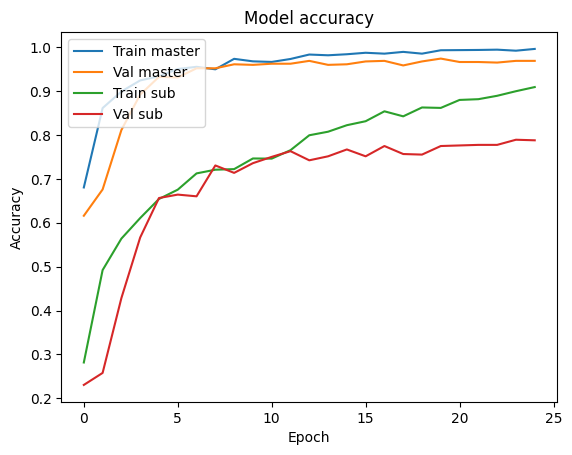 Model accuracy
Train master
Val master
Train sub
Val sub
1.0
0.9
0.8
0.7
0.6
0.5
0.4
0.3
0.2
Accuracy
0 5 10 15 20 25
Epoch